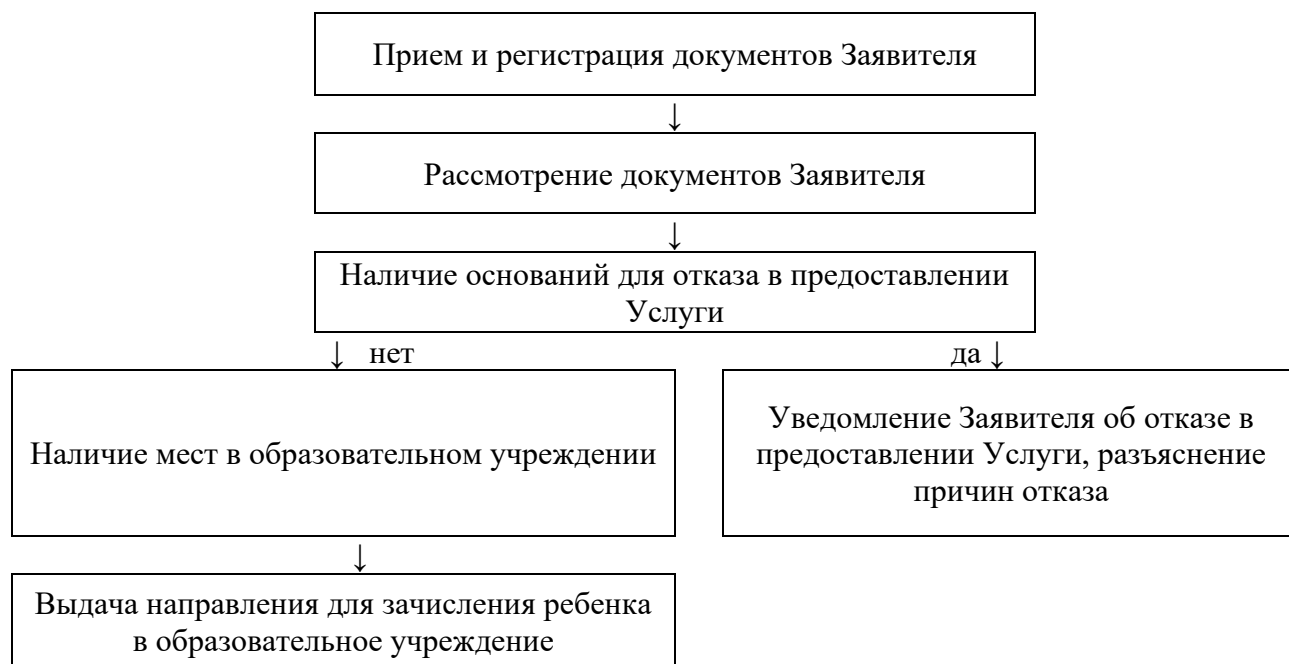 Прием и регистрация документов Заявителя
↓
Рассмотрение документов Заявителя
↓
Наличие оснований для отказа в предоставлении
Услуги
↓ нет
да ↓
Наличие мест в образовательном учреждении
Уведомление Заявителя об отказе в
предоставлении Услуги, разъяснение
причин отказа
↓
Выдача направления для зачисления ребенка
в образовательное учреждение